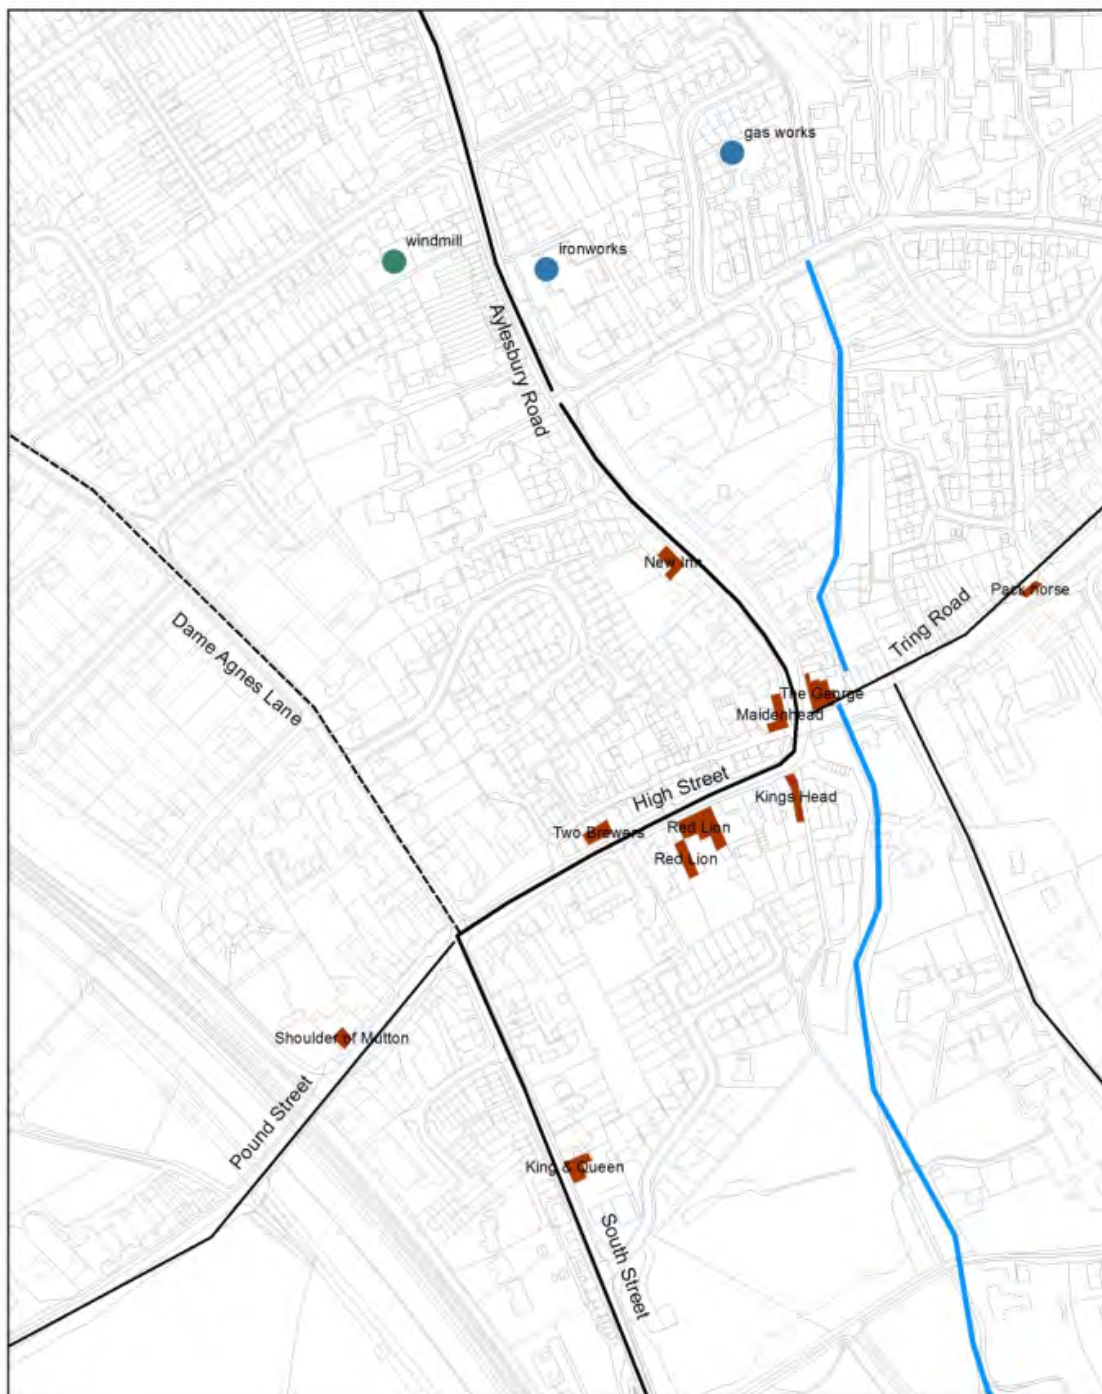 gas works
windmill
ironworks
Aylesbury Road
New Inn
Pack horse
Tring Road
Dame Agnes Lane
The George
Maidenhead
High Street
Kings Head
Two Brewers
Red Lion
Red Lion
Shoulder of Mutton
Pound Street
King & Queen
South Street